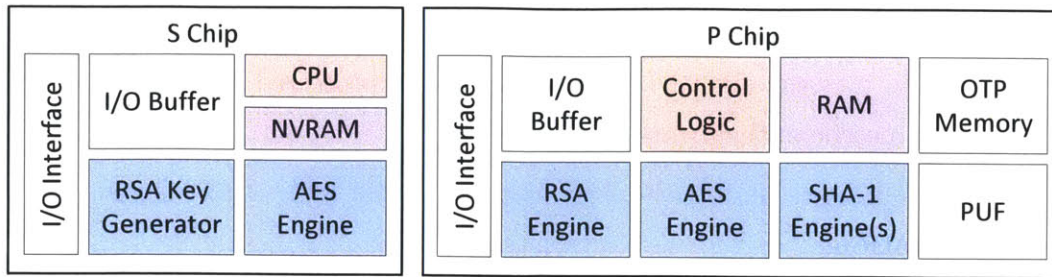 S Chip
I/O Interface
I/O Buffer
CPU
NVRAM
RSA Key
Generator
AES
Engine
P Chip
I/O Interface
I/O
Buffer
Control
Logic
RAM
OTP
Memory
RSA
Engine
AES
Engine
SHA-1
Engine(s)
PUF